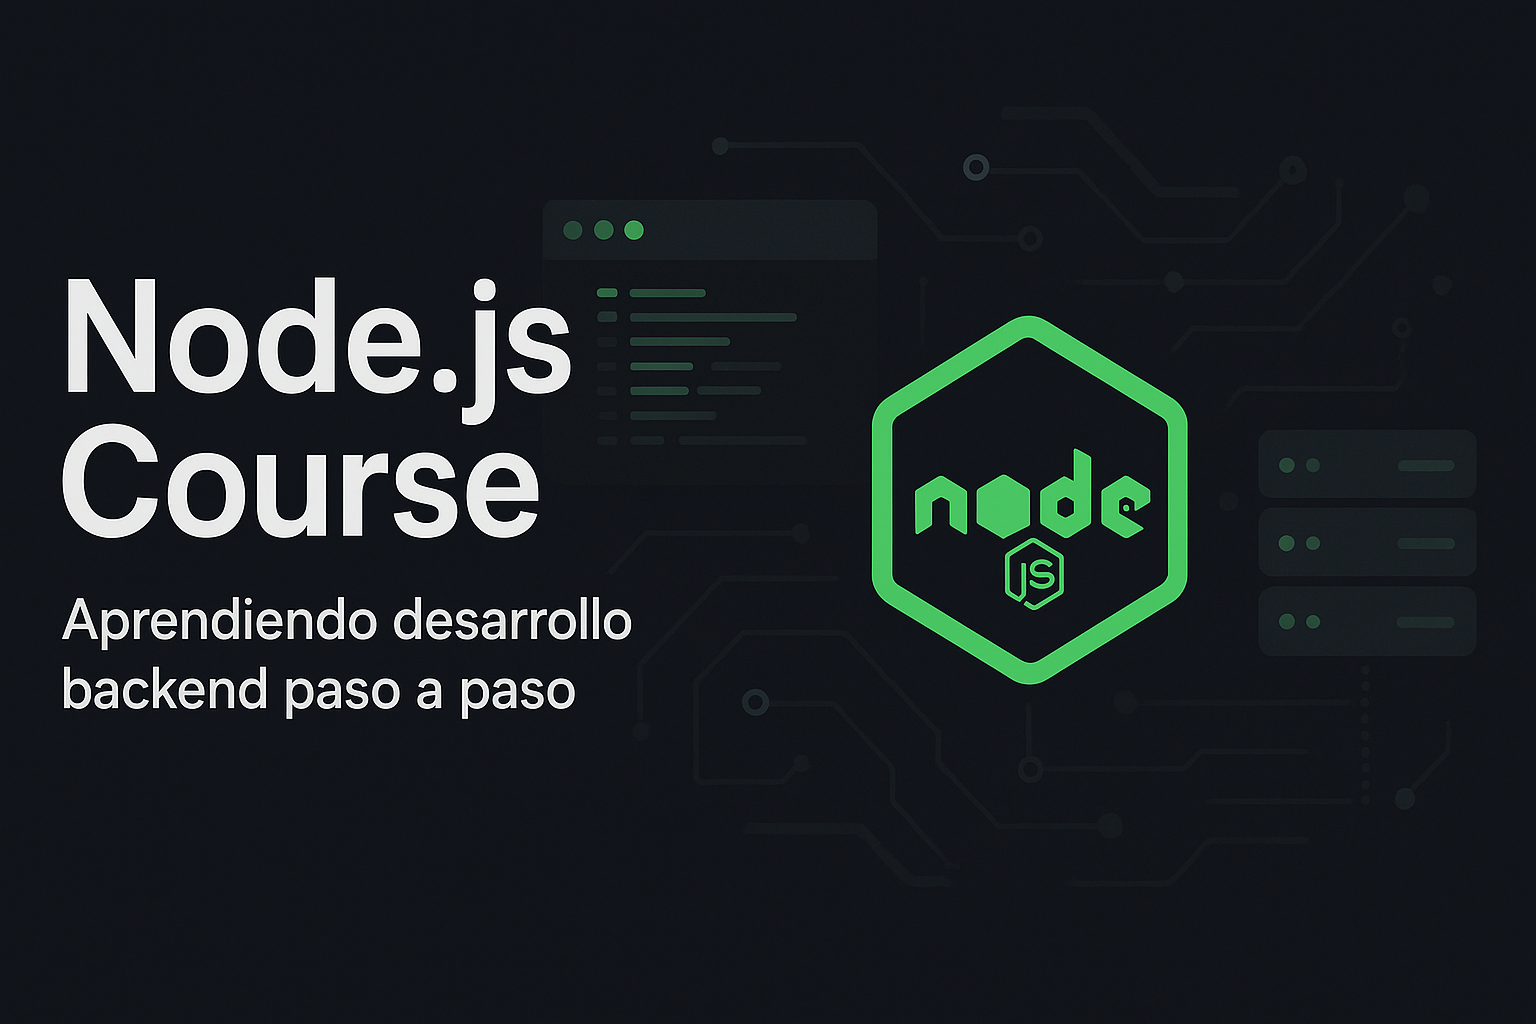 Node.js
Course
Aprendiendo desarrollo
backend paso a paso
node
JS